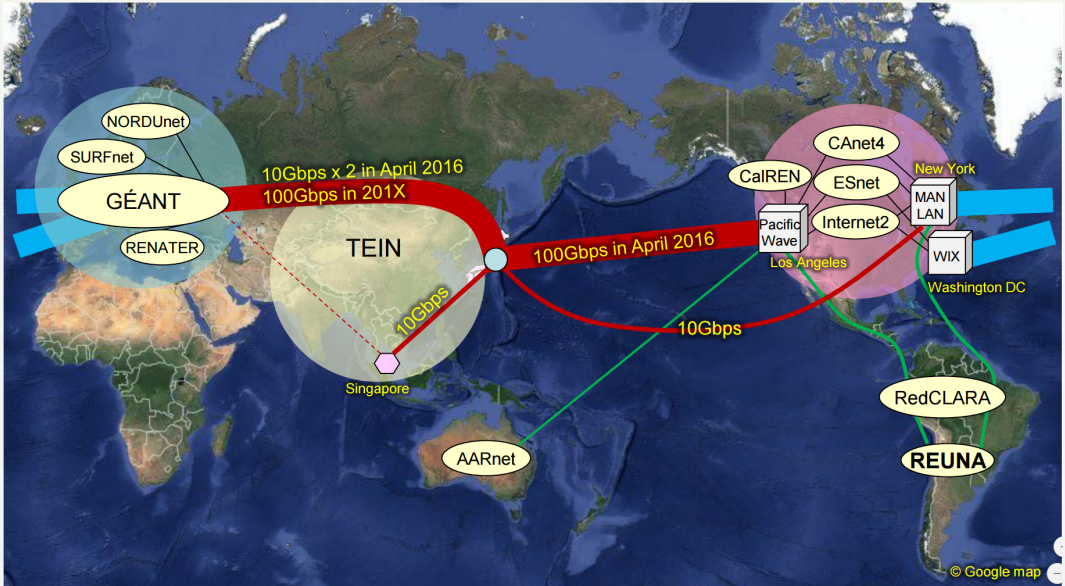 NORDUnet
SURFnet
GÉANT
RENATER
10Gbps x 2 in April 2016
100Gbps in 201X
TEIN
10Gbps
Singapore
AARnet
100Gbps in April 2016
10Gbps
CAnet4
CalREN
ESnet
Internet2
Pacific
Wave
Los Angeles
New York
MAN
LAN
WIX
Washington DC
RedCLARA
REUNA
© Google map